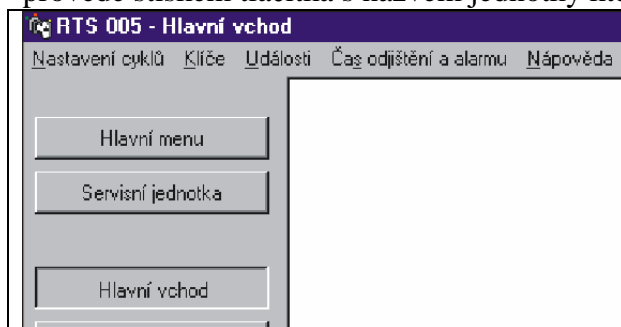 RTS 005 - Hlavní vchod
Nastavení cyklů Klíče Události Čas odjištění a alarmu Nápověda
Hlavní menu
Servisní jednotka
Hlavní vchod